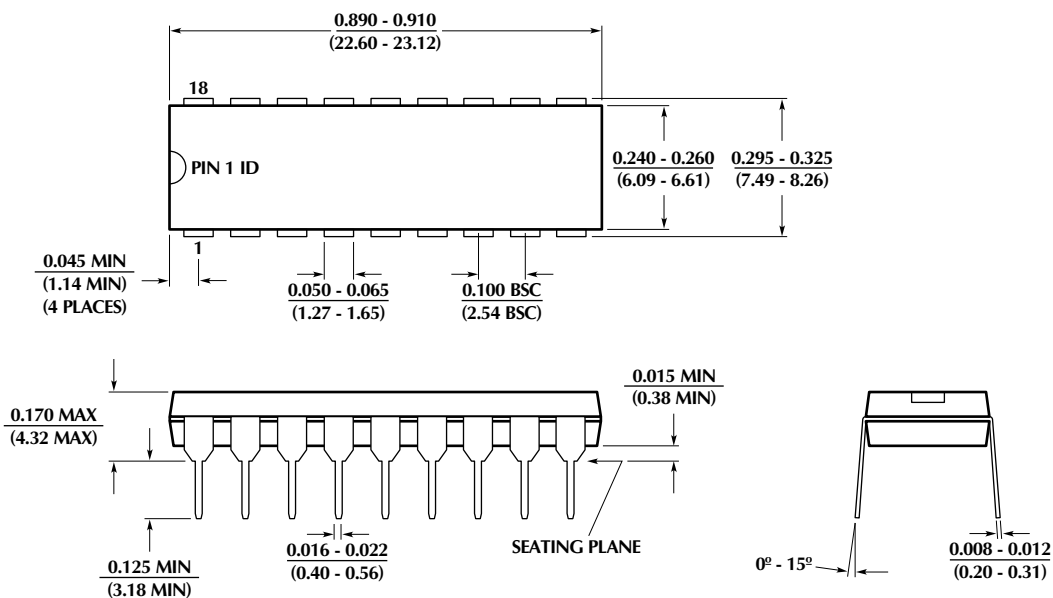 0.890 - 0.910
(22.60 - 23.12)
18
PIN 1 ID
0.240 - 0.260
(6.09 - 6.61)
0.295 - 0.325
(7.49 - 8.26)
1
0.045 MIN
(1.14 MIN)
(4 PLACES)
0.050 - 0.065
(1.27 - 1.65)
0.100 BSC
(2.54 BSC)
0.170 MAX
(4.32 MAX)
0.015 MIN
(0.38 MIN)
0.125 MIN
(3.18 MIN)
0.016 - 0.022
(0.40 - 0.56)
SEATING PLANE
0º - 15º
0.008 - 0.012
(0.20 - 0.31)